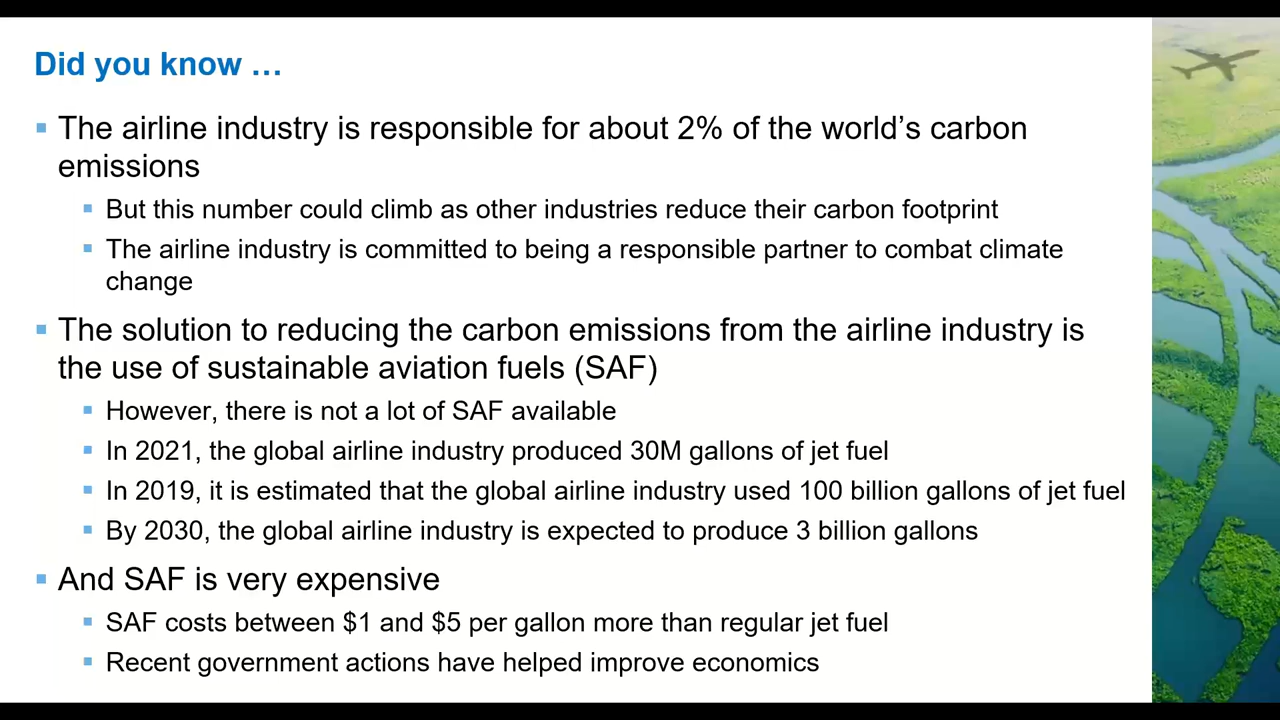 Did you know …
▪ The airline industry is responsible for about 2% of the world’s carbon
emissions
▪ But this number could climb as other industries reduce their carbon footprint
▪ The airline industry is committed to being a responsible partner to combat climate
change
▪ The solution to reducing the carbon emissions from the airline industry is
the use of sustainable aviation fuels (SAF)
▪ However, there is not a lot of SAF available
▪ In 2021, the global airline industry produced 30M gallons of jet fuel
▪ In 2019, it is estimated that the global airline industry used 100 billion gallons of jet fuel
▪ By 2030, the global airline industry is expected to produce 3 billion gallons
▪ And SAF is very expensive
▪ SAF costs between $1 and $5 per gallon more than regular jet fuel
▪ Recent government actions have helped improve economics